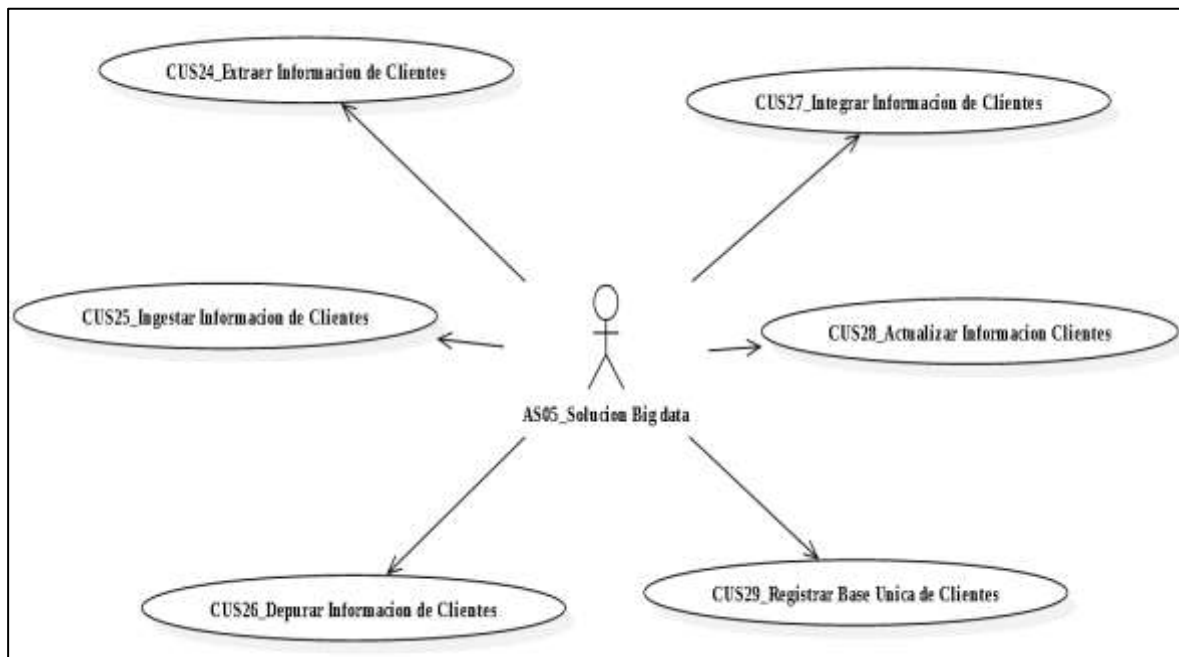 CUS24_Extraer Informacion de Clientes
CUS27_Integrar Informacion de Clientes
CUS25_Ingestar Informacion de Clientes
CUS28_Actualizar Informacion Clientes
AS05_Solucion Big data
CUS26_Depurar Informacion de Clientes
CUS29_Registrar Base Unica de Clientes